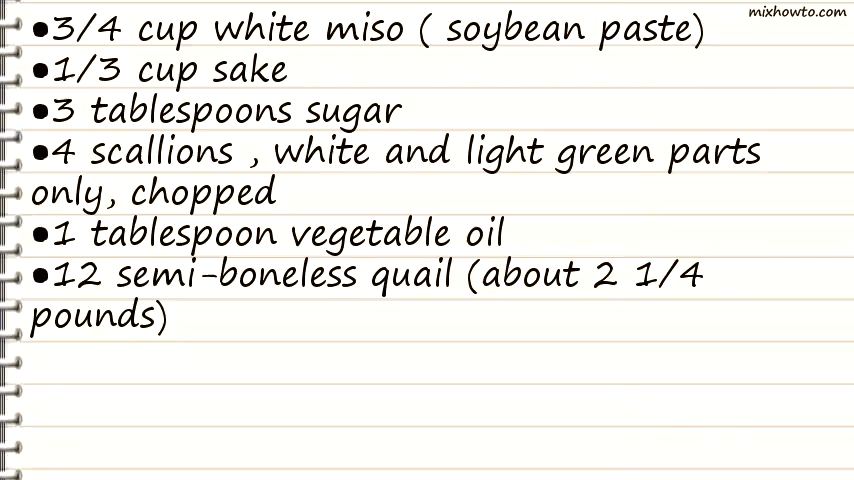 mixhowto.com
•3/4 cup white miso ( soybean paste)
•1/3 cup sake
•3 tablespoons sugar
•4 scallions , white and light green parts
only, chopped
•1 tablespoon vegetable oil
•12 semi-boneless quail (about 2 1/4
pounds)